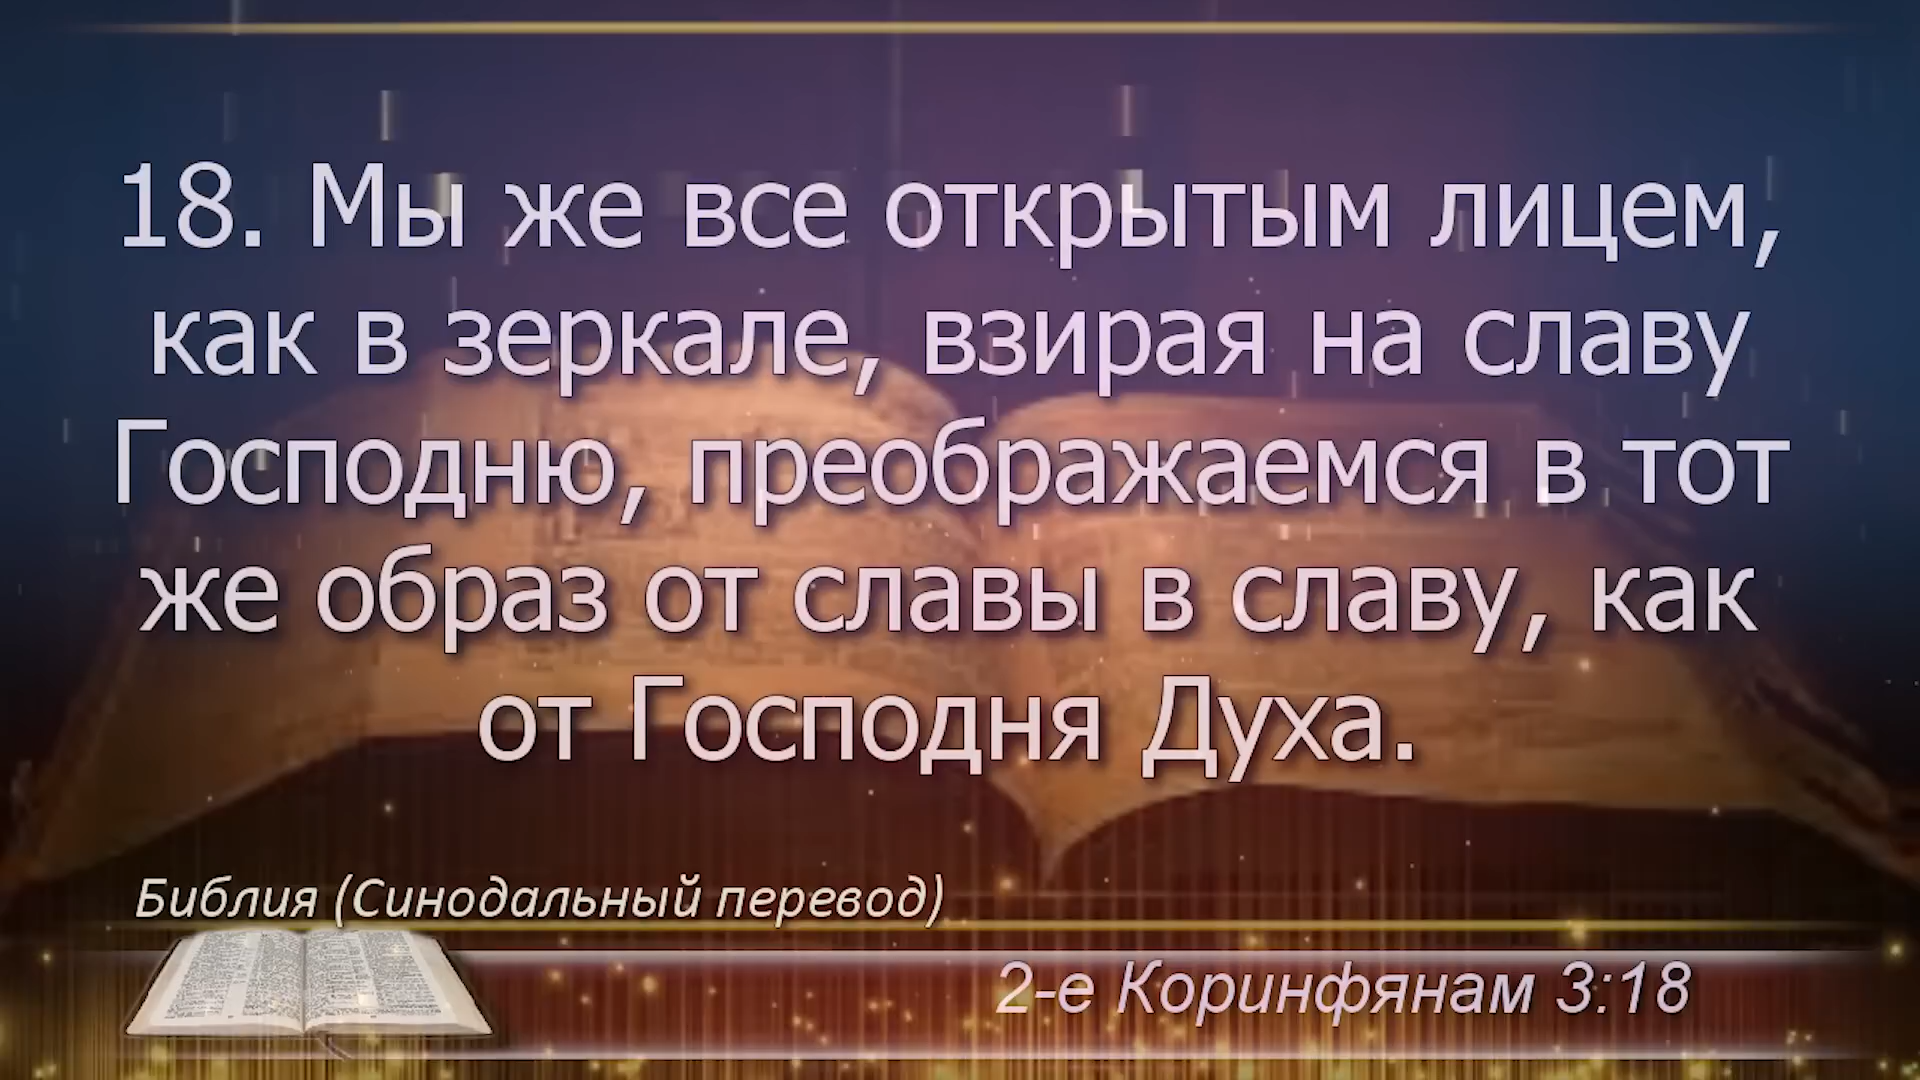 18. Мы же все открытым лицем,
как в зеркале, взирая на славу
Господню, преображаемся в тот
же образ от славы в славу, как
от Господня Духа.
Библия (Синодальный перевод)
2-е Коринфянам 3:18